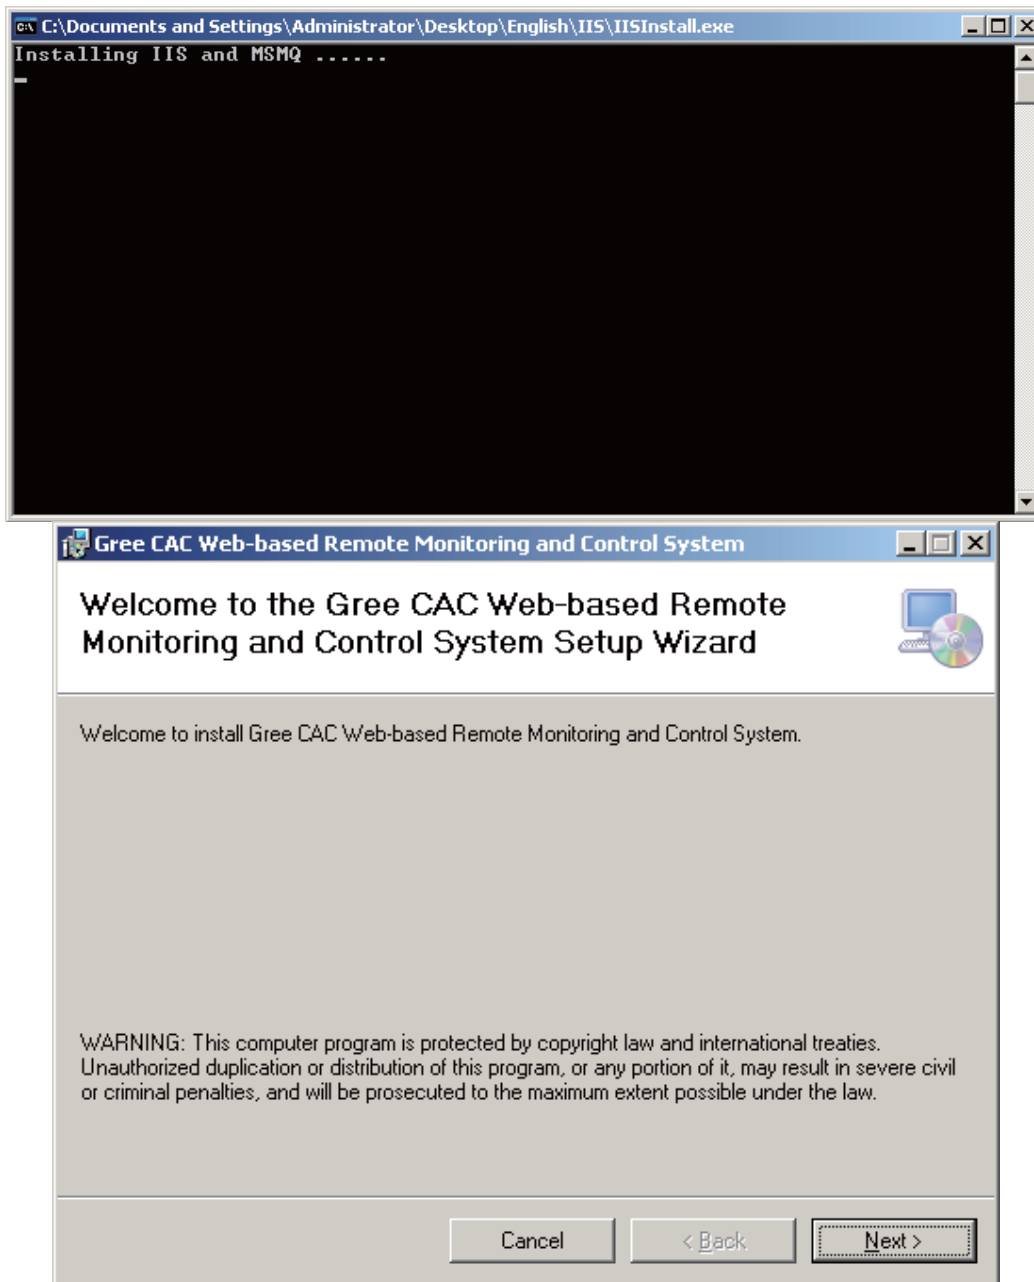 C:\Documents and Settings\Administrator\Desktop\English\IIS\IISInstall.exe
Installing IIS and MSMQ ......
Gree CAC Web-based Remote Monitoring and Control System
Welcome to the Gree CAC Web-based Remote
Monitoring and Control System Setup Wizard
Welcome to install Gree CAC Web-based Remote Monitoring and Control System.
WARNING: This computer program is protected by copyright law and international treaties.
Unauthorized duplication or distribution of this program, or any portion of it, may result in severe civil
or criminal penalties, and will be prosecuted to the maximum extent possible under the law.
Cancel < Back Next >